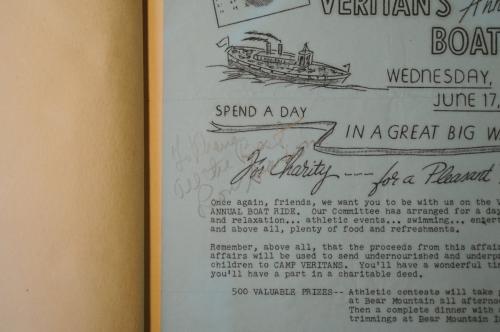 VERITAN'S Ann
BOAT
WEDNESDAY,
JUNE 17,
SPEND A DAY
IN A GREAT BIG W
For Charity ---- for a Pleasant
Once again, friends, we want you to be with us on the V
ANNUAL BOAT RIDE. Our Committee has arranged for a day
and relaxation... athletic events... swimming... enter
and above all, plenty of food and refreshments.
Remember, above all, that the proceeds from this affai
affairs will be used to send undernourished and underp
children to CAMP VERITANS. You'll have a wonderful ti
you'll have a part in a charitable deed.
500 VALUABLE PRIZES-- Athletic contests will take p
at Bear Mountain all afterno
Then a complete dinner with
trimmings at Bear Mountain I